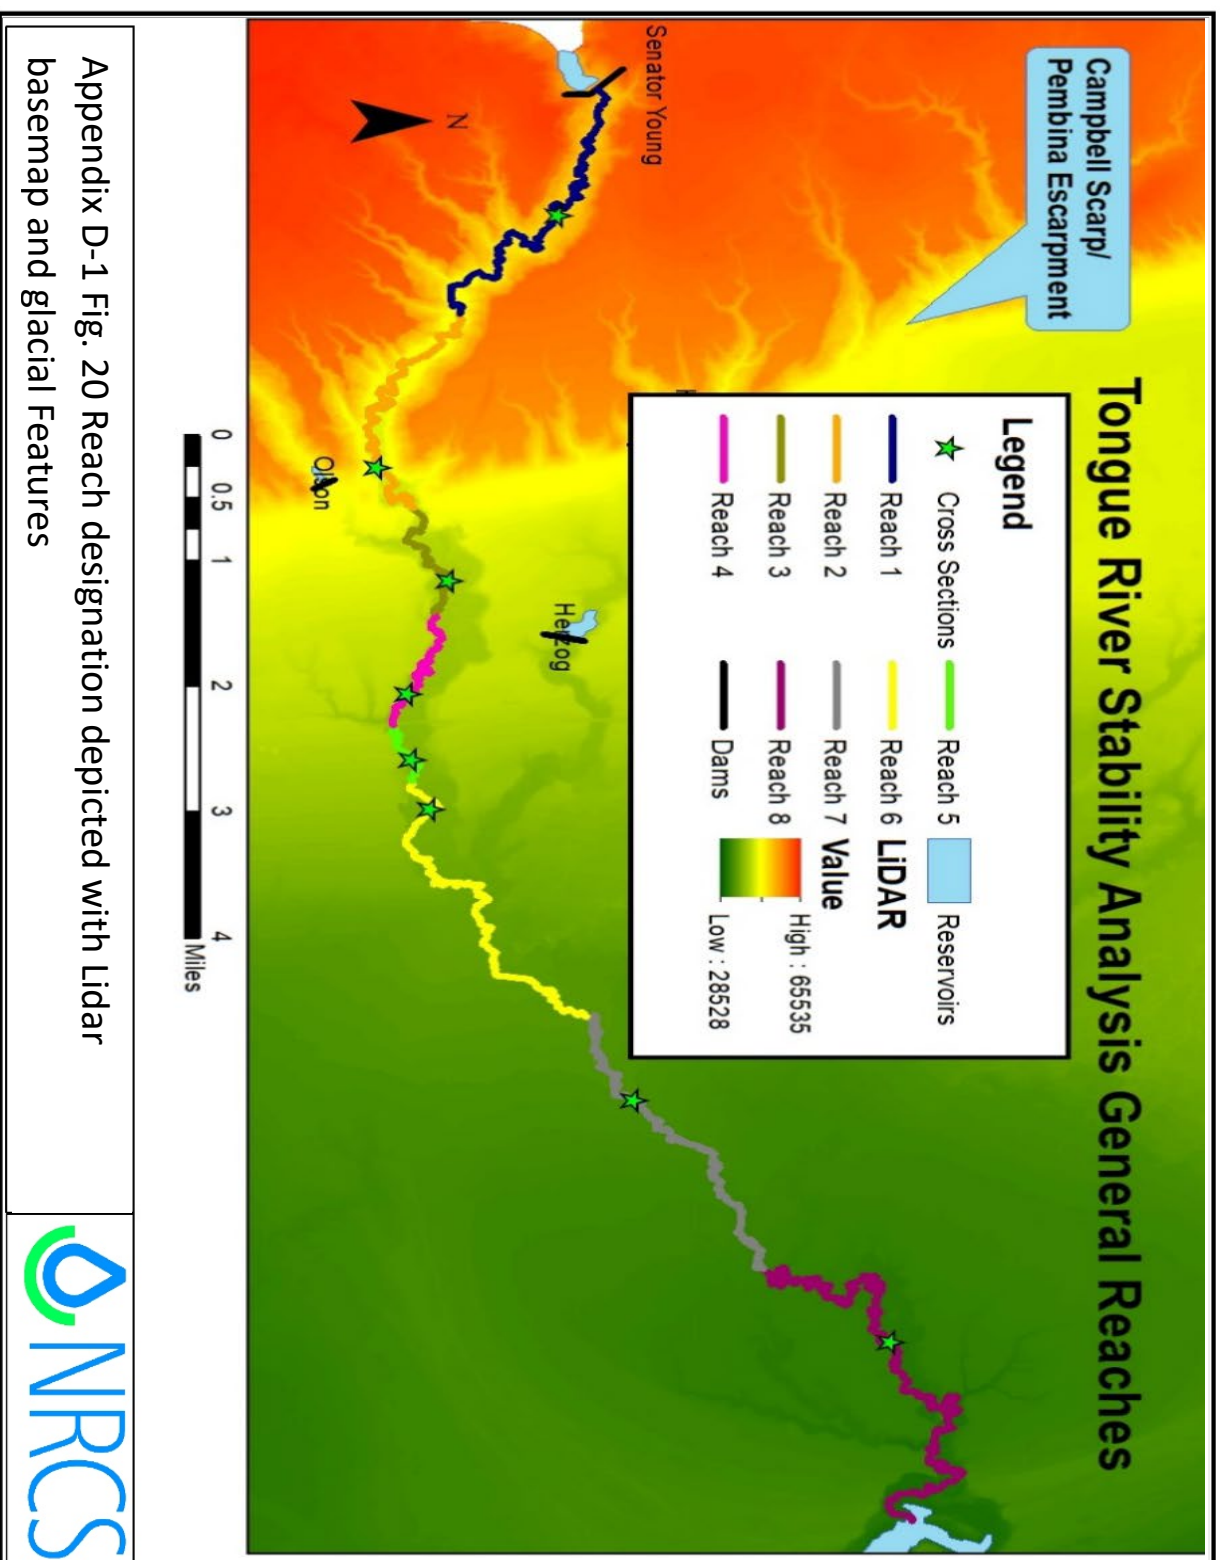 Tongue River Stability Analysis General Reaches
Campbell Scarp/
Pembina Escarpment
Senator Young
N
Olson
Herzog
Legend
Cross Sections
Reach 1
Reach 2
Reach 3
Reach 4
Reach 5
Reach 6
Reach 7
Reach 8
Dams
Reservoirs
LiDAR
Value
High : 65535
Low : 28528
0 0.5 1 2 3 4
Miles
Appendix D-1 Fig. 20 Reach designation depicted with Lidar
basemap and glacial Features
NRCS